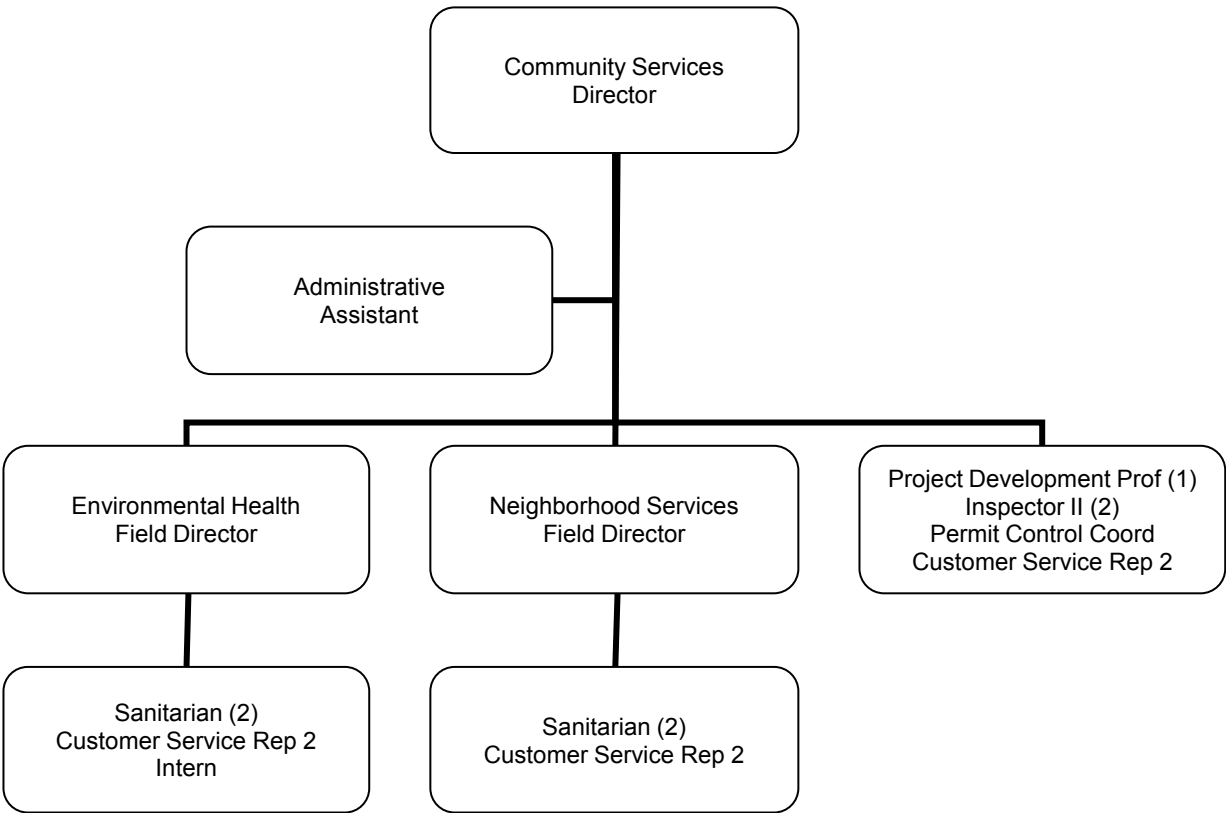 Community Services
Director
Administrative
Assistant
Environmental Health
Field Director
Neighborhood Services
Field Director
Project Development Prof (1)
Inspector II (2)
Permit Control Coord
Customer Service Rep 2
Sanitarian (2)
Customer Service Rep 2
Intern
Sanitarian (2)
Customer Service Rep 2